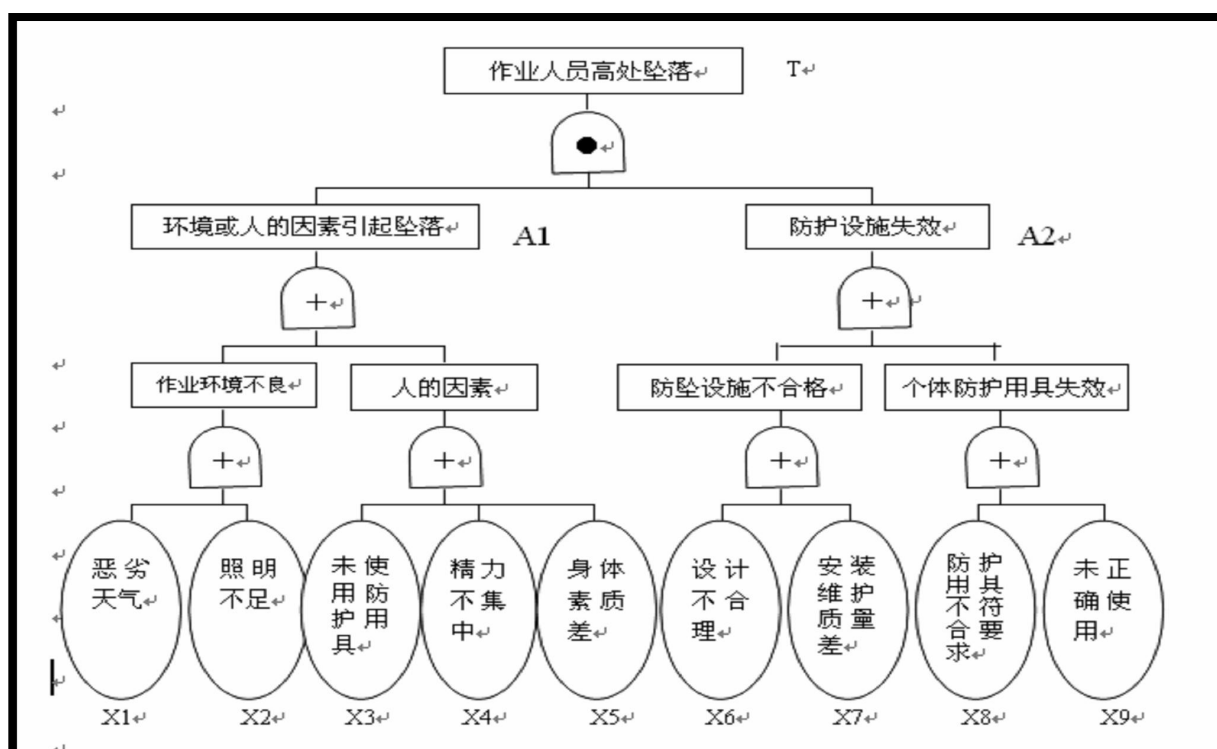 作业人员高处坠落 T
环境或人的因素引起坠落 A1 防护设施失效 A2
+ +
作业环境不良 人的因素 防坠设施不合格 个体防护用具失效
+ + + +
恶劣
天气
照明
不足
未使
用防
护用
具
精力
不集
中
身体
素质
差
设计
不合
理
安装
维护
质量
差
防护
用具
不符
合要
求
未正
确使
用
X1 X2 X3 X4 X5 X6 X7 X8 X9